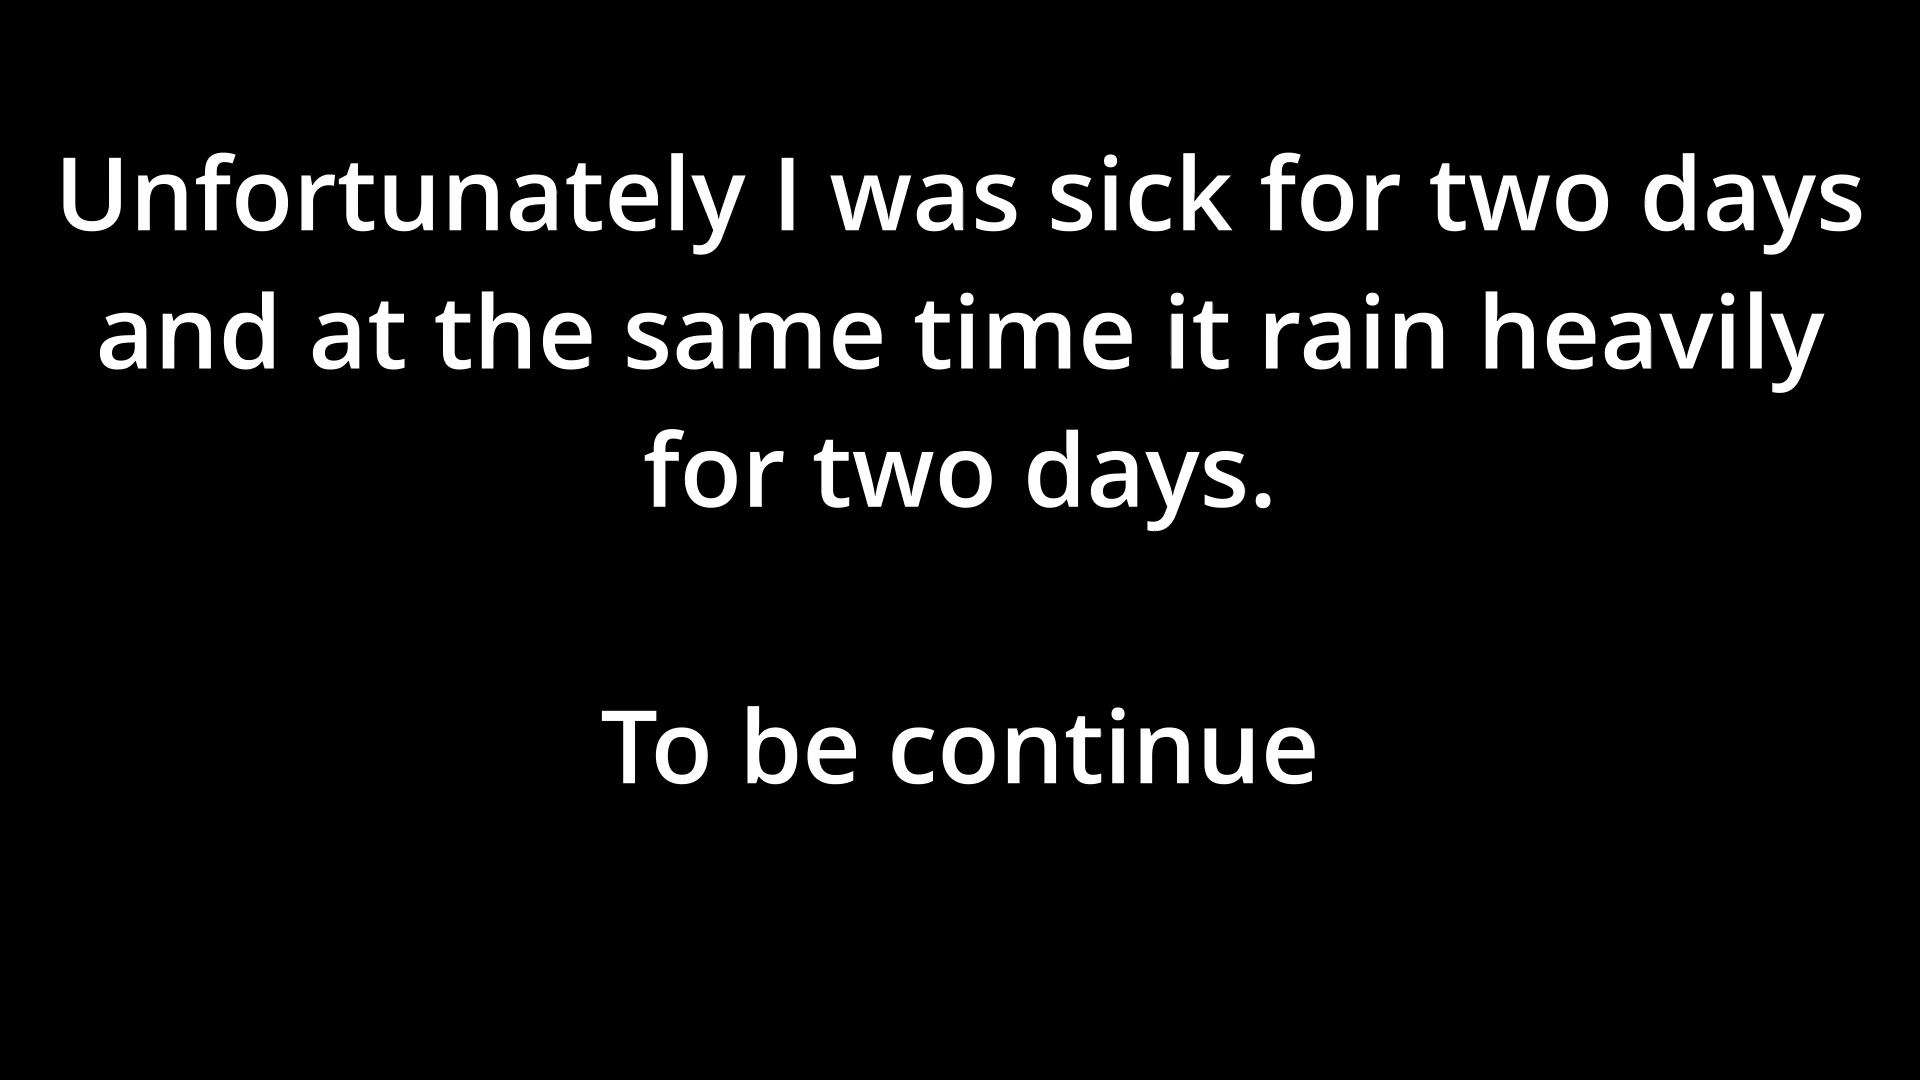 Unfortunately I was sick for two days
and at the same time it rain heavily
for two days.
To be continue